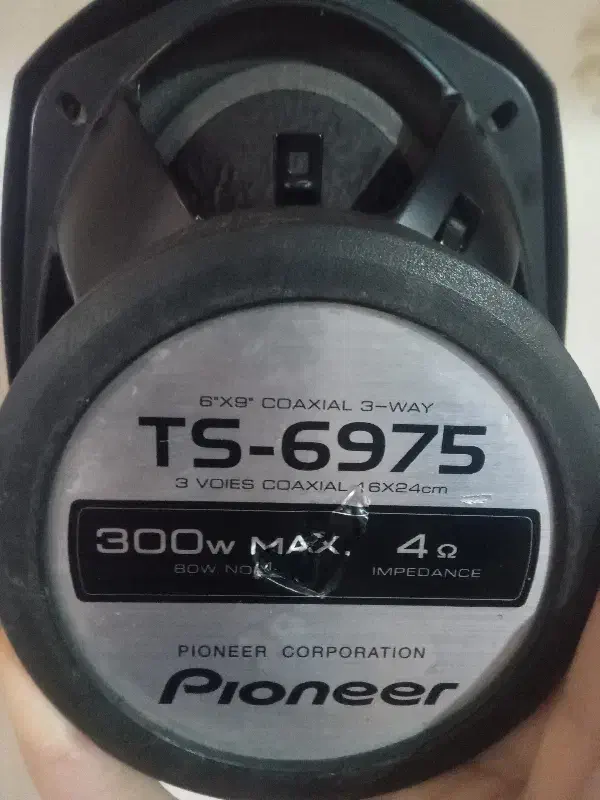 6"X9" COAXIAL 3-WAY
TS-6975
3 VOIES COAXIAL 16X24cm
300W MAX. 4Ω
80W IMPEDANCE
PIONEER CORPORATION
Pioneer